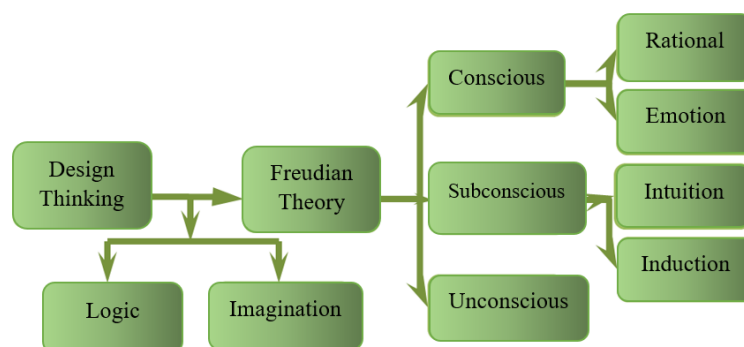 Design
Thinking
Logic
Imagination
Freudian
Theory
Conscious
Rational
Emotion
Subconscious
Intuition
Induction
Unconscious